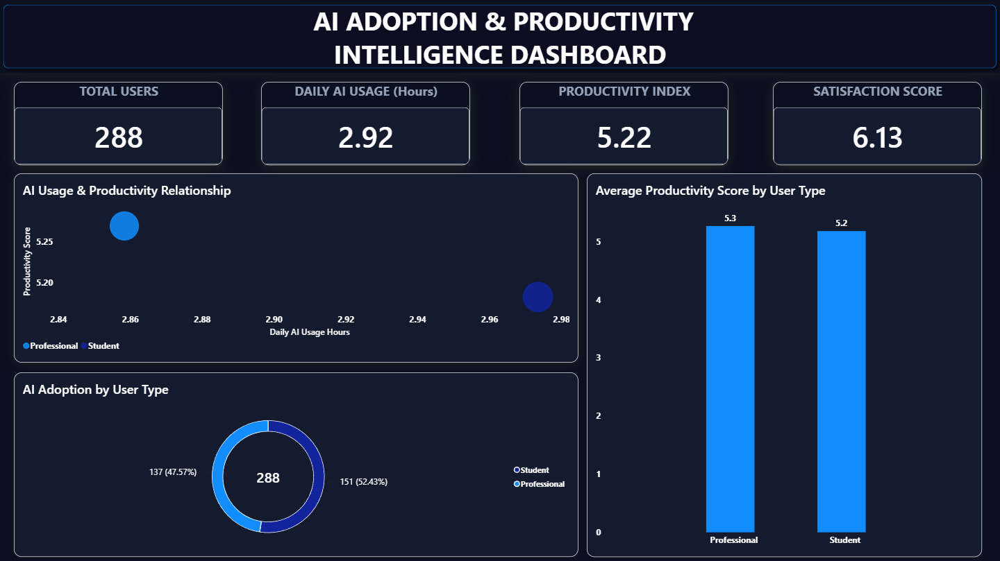 AI ADOPTION & PRODUCTIVITY
INTELLIGENCE DASHBOARD
TOTAL USERS
288
DAILY AI USAGE (Hours)
2.92
PRODUCTIVITY INDEX
5.22
SATISFACTION SCORE
6.13
AI Usage & Productivity Relationship
Productivity Score
5.25
5.20
2.84 2.86 2.88 2.90 2.92 2.94 2.96 2.98
Daily AI Usage Hours
Professional Student
AI Adoption by User Type
137 (47.57%)
288
151 (52.43%)
Student
Professional
Average Productivity Score by User Type
5.3
5.2
5
4
3
2
1
0
Professional Student